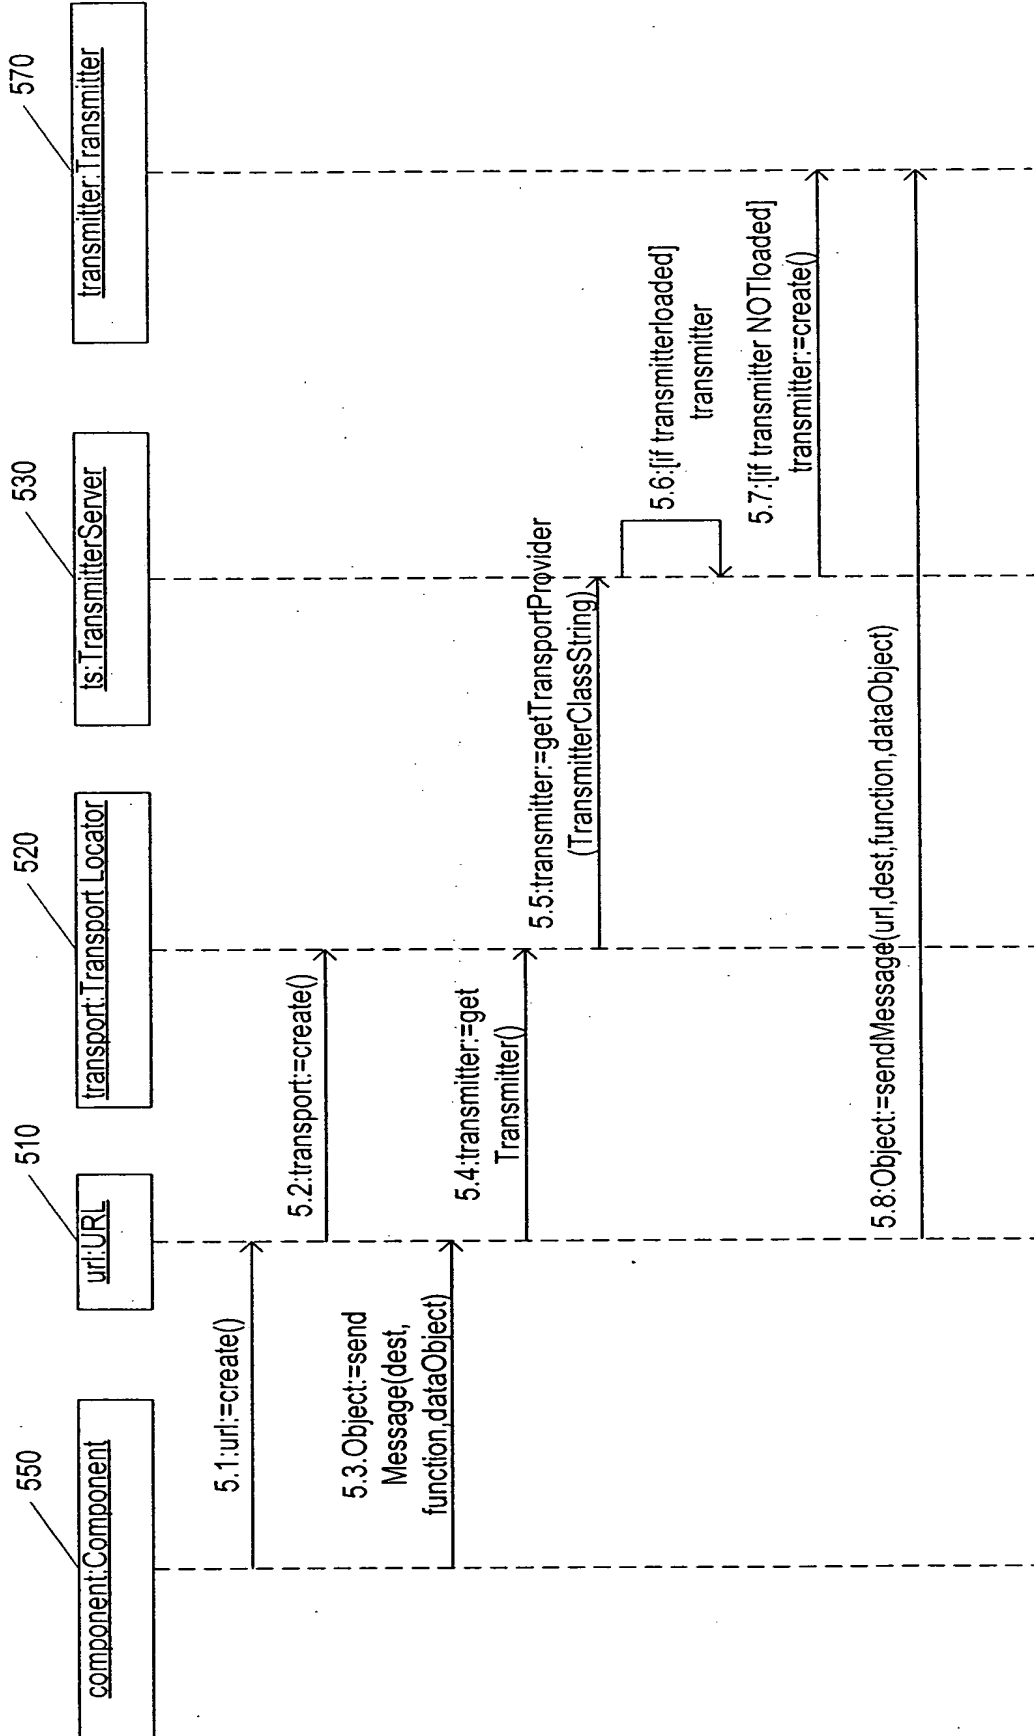 550
component:Component
510
url:URL
520
transport:Transport Locator
530
ts:TransmitterServer
570
transmitter:Transmitter
5.1:url:=create()
5.2:transport:=create()
5.3.Object:=send
Message(dest,
function,dataObject)
5.4:transmitter:=get
Transmitter()
5.5:transmitter:=getTransportProvider
(TransmitterClassString)
5.6:[if transmitterloaded]
transmitter
5.7:[if transmitter NOTloaded]
transmitter:=create()
5.8:Object:=sendMessage(url,dest,function,dataObject)